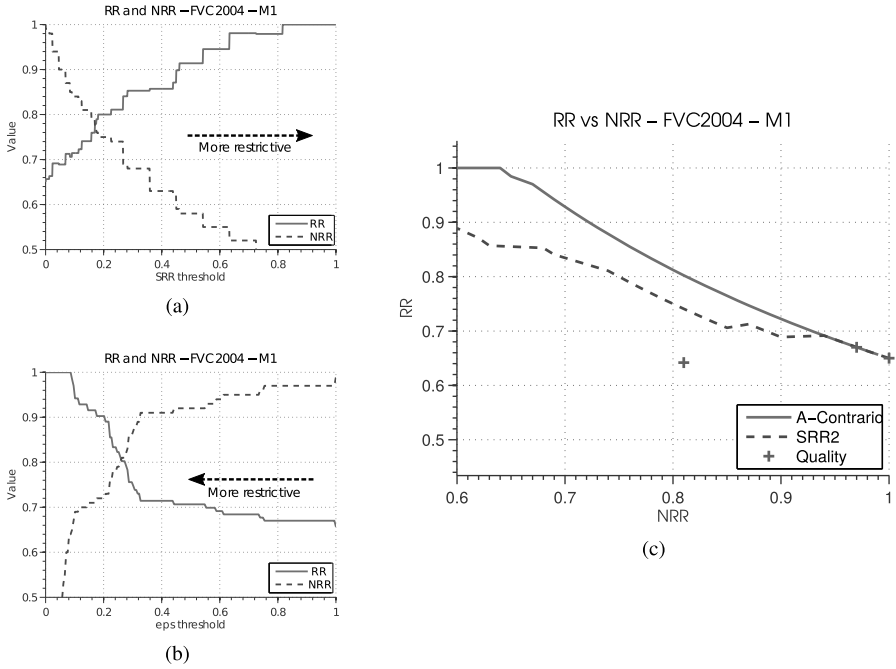 RR and NRR –FVC2004 –M1
1
0.9
0.8
0.7
0.6
0.5
Value
0
0.2
0.4
0.6
0.8
1
SRR threshold
More restrictive
RR
NRR
(a)
RR and NRR –FVC2004 –M1
1
0.9
0.8
0.7
0.6
0.5
Value
0
0.2
0.4
0.6
0.8
1
eps threshold
More restrictive
RR
NRR
(b)
RR vs NRR – FVC2004 – M1
1
0.9
0.8
0.7
0.6
0.5
RR
0.6
0.7
0.8
0.9
1
NRR
A–Contrario
SRR2
Quality
(c)